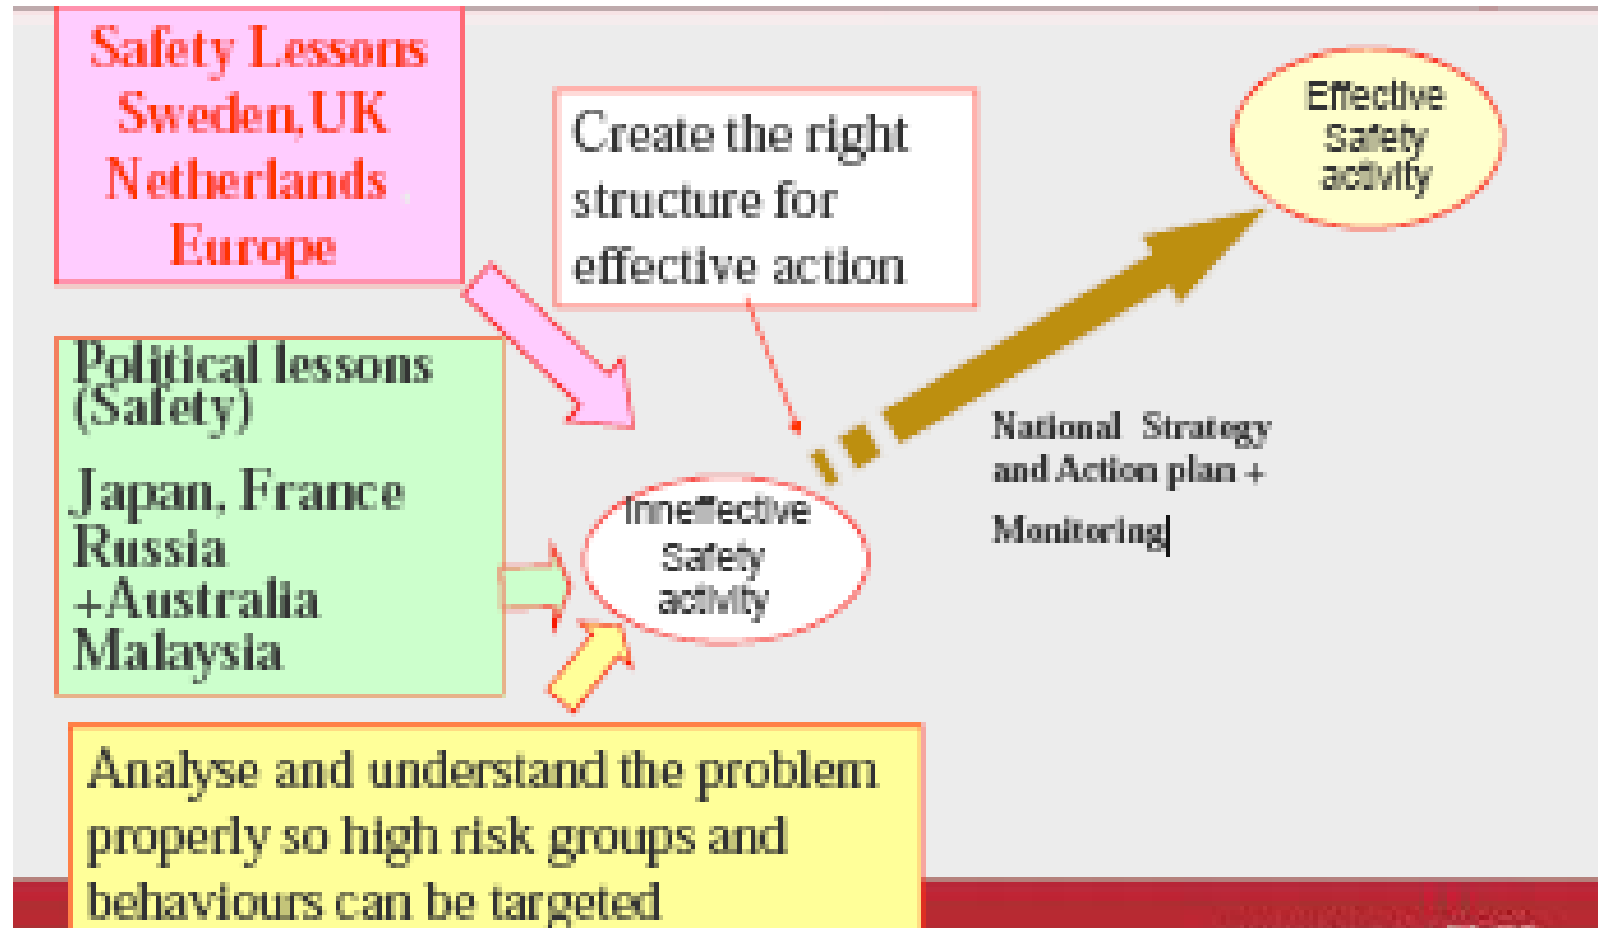 Safety Lessons
Sweden, UK
Netherlands ,
Europe
Create the right
structure for
effective action
Effective
Safety
activity
Political lessons
(Safety)
Japan, France
Russia
+Australia
Malaysia
National Strategy
and Action plan +
Monitoring
Inneffective
Safety
activity
Analyse and understand the problem
properly so high risk groups and
behaviours can be targeted